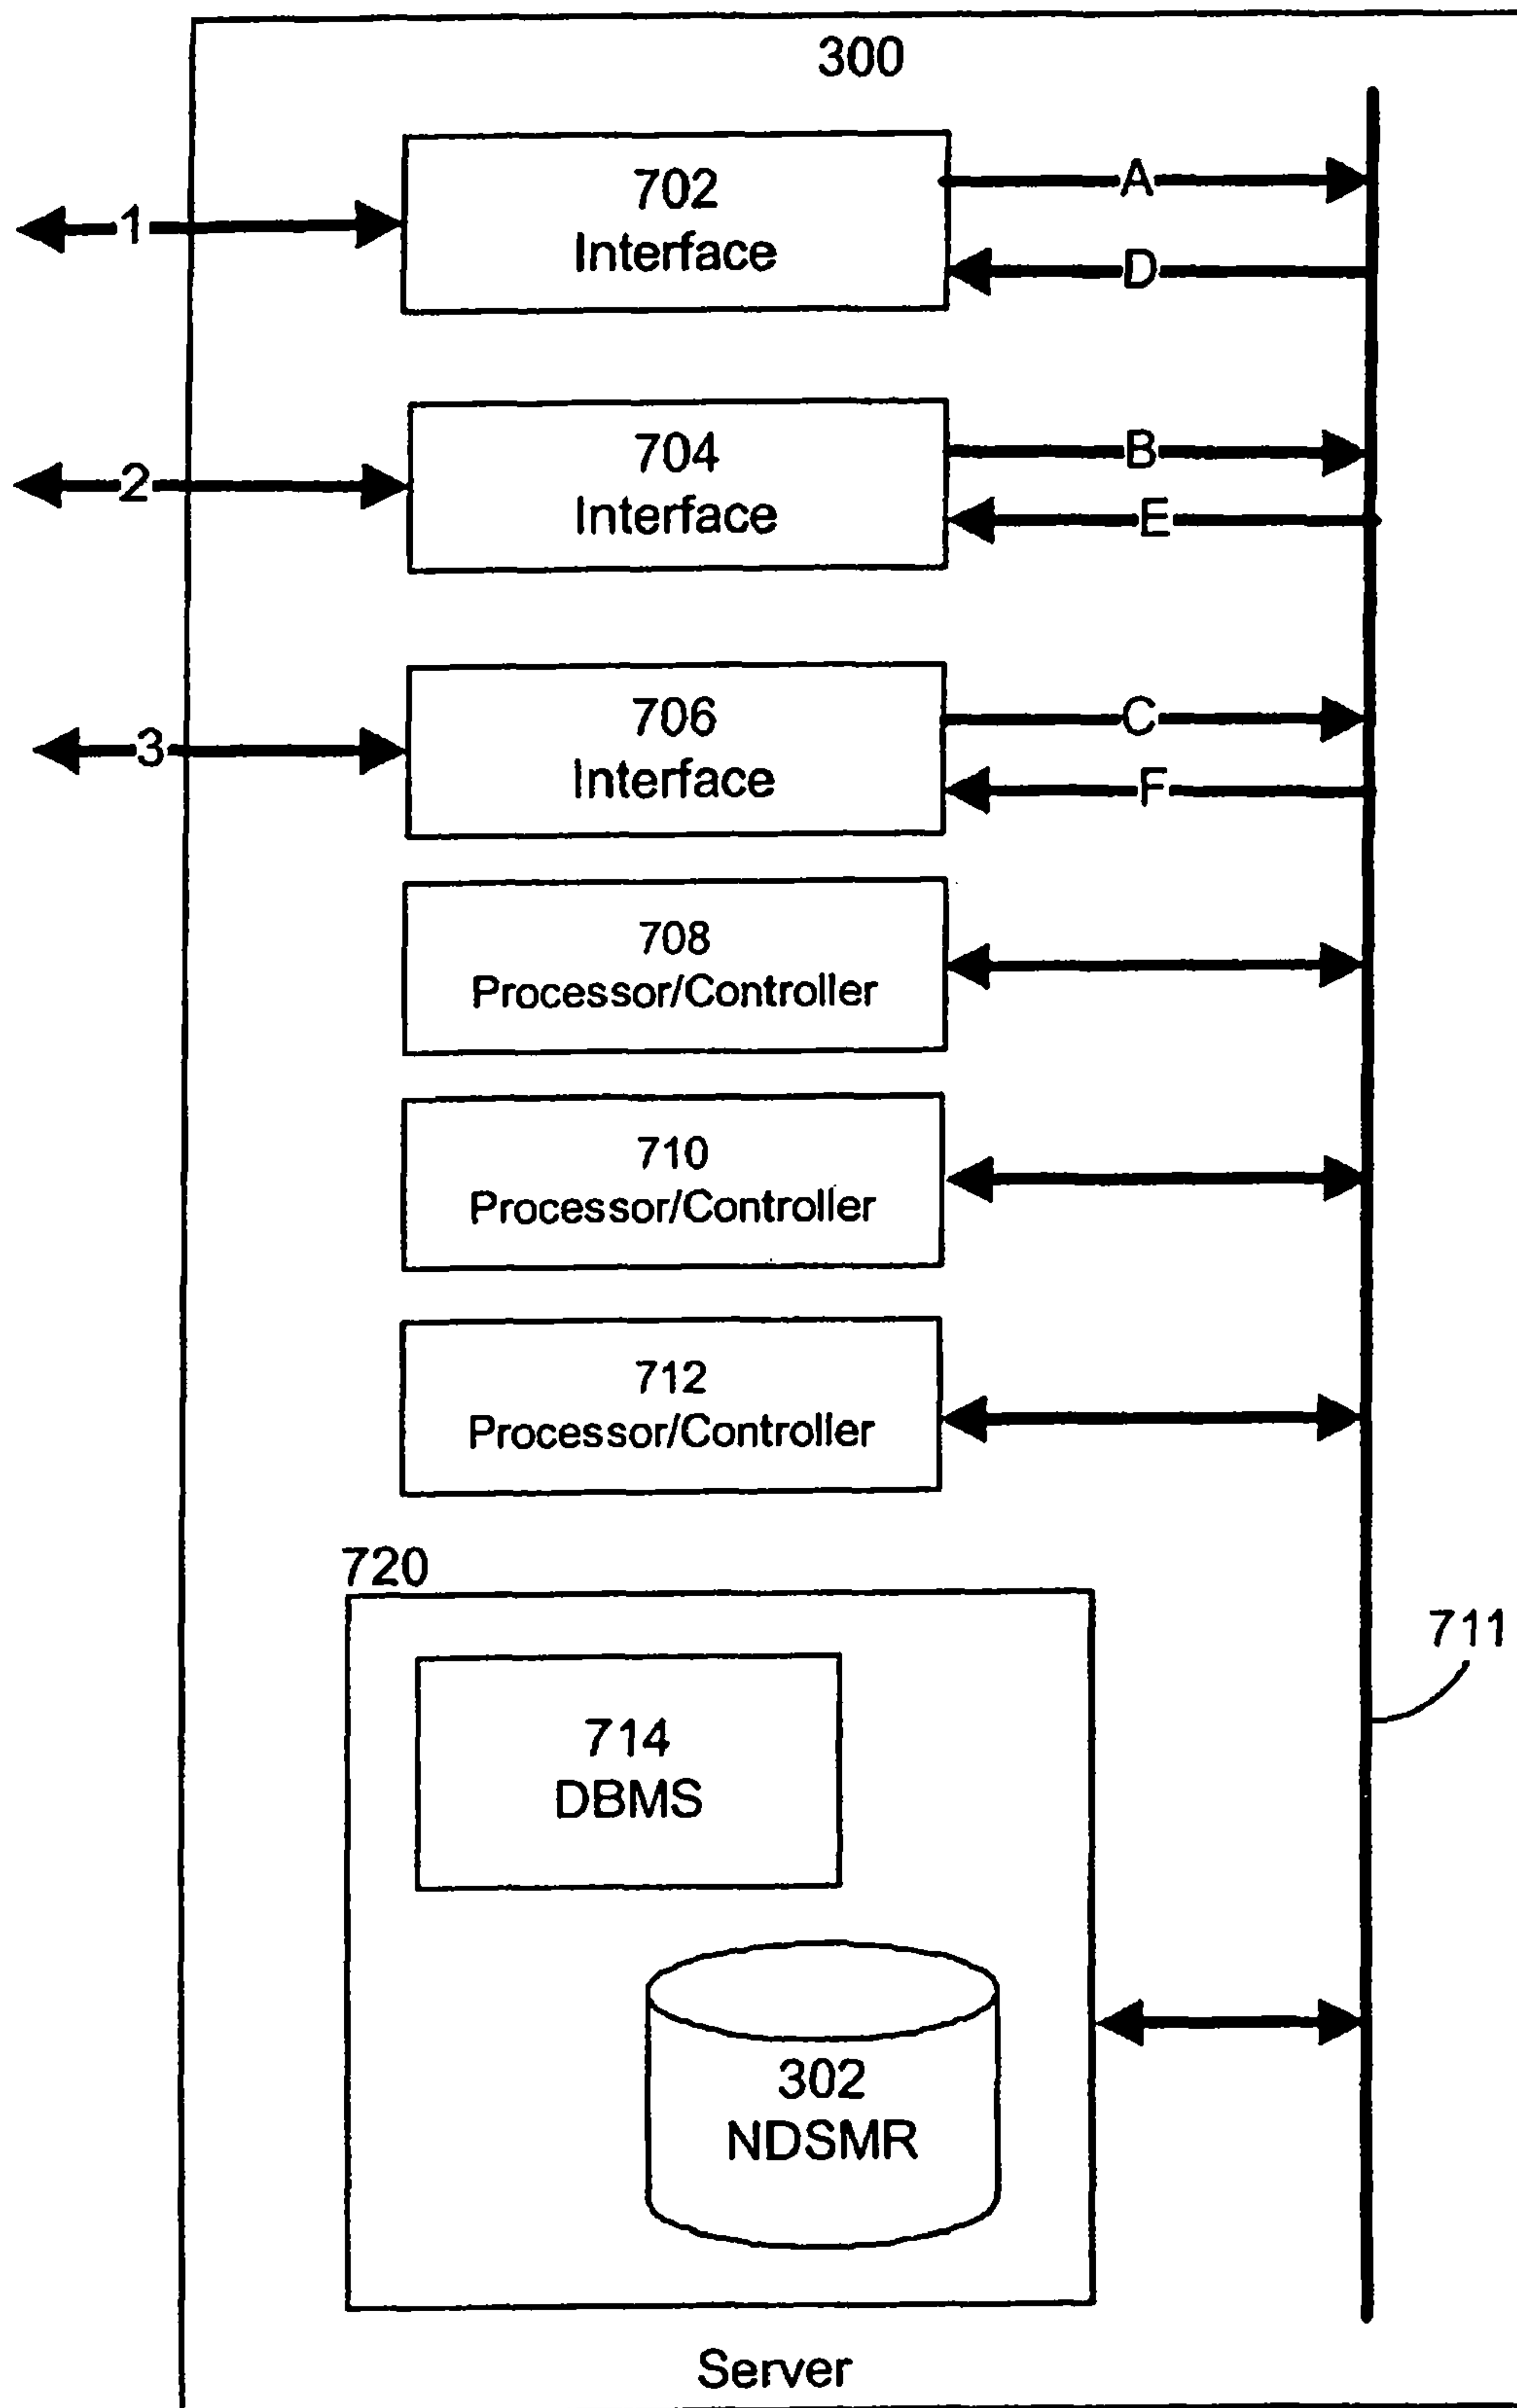 300
702
Interface
A
D
1
704
Interface
B
E
2
706
Interface
C
F
3
708
Processor/Controller
710
Processor/Controller
712
Processor/Controller
720
711
714
DBMS
302
NDSMR
Server